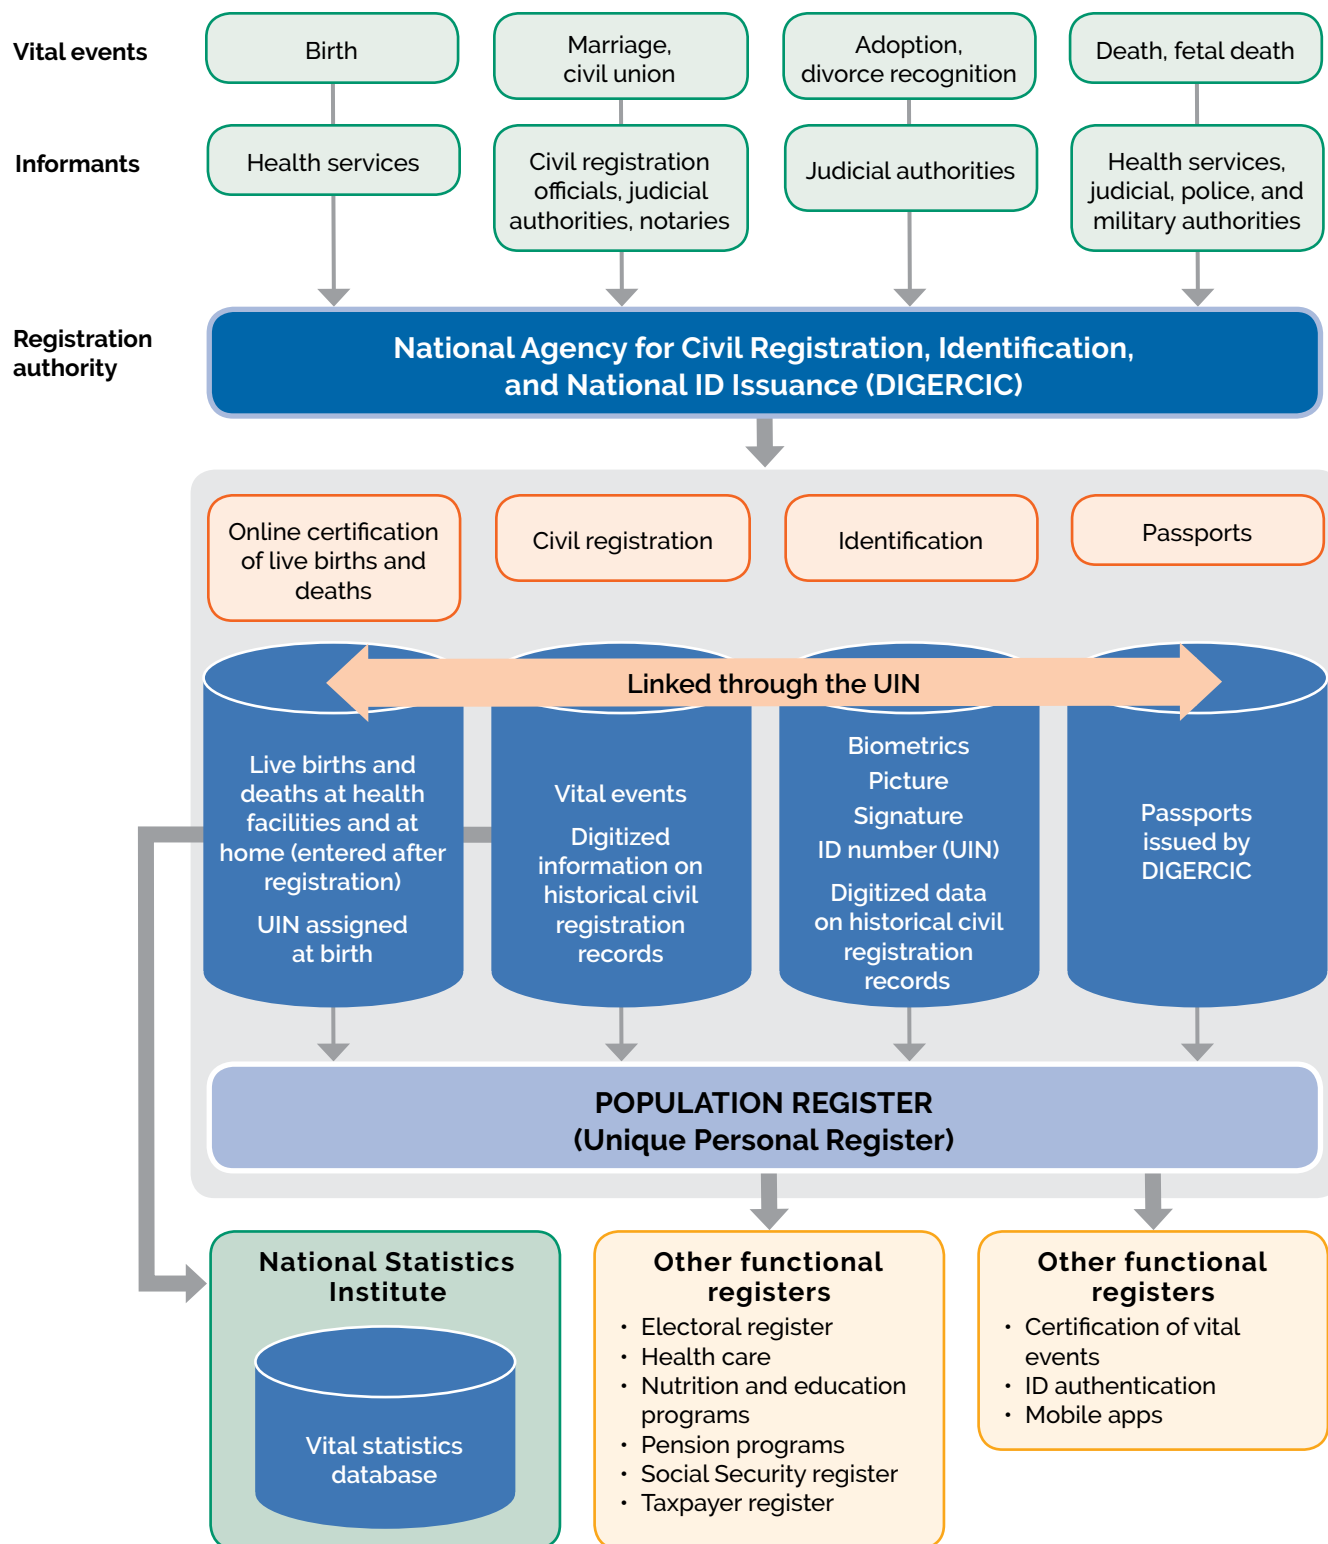 Vital events
Birth
Marriage,
civil union
Adoption,
divorce recognition
Death, fetal death
Informants
Health services
Civil registration
officials, judicial
authorities, notaries
Judicial authorities
Health services,
judicial, police, and
military authorities
Registration
authority
National Agency for Civil Registration, Identification,
and National ID Issuance (DIGERCIC)
Online certification
of live births and
deaths
Civil registration
Identification
Passports
Linked through the UIN
Live births and
deaths at health
facilities and at
home (entered after
registration)
UIN assigned
at birth
Vital events
Digitized
information on
historical civil
registration
records
Biometrics
Picture
Signature
ID number (UIN)
Digitized data
on historical civil
registration
records
Passports
issued by
DIGERCIC
POPULATION REGISTER
(Unique Personal Register)
National Statistics
Institute
Vital statistics
database
Other functional
registers
• Electoral register
• Health care
• Nutrition and education
programs
• Pension programs
• Social Security register
• Taxpayer register
Other functional
registers
• Certification of vital
events
• ID authentication
• Mobile apps